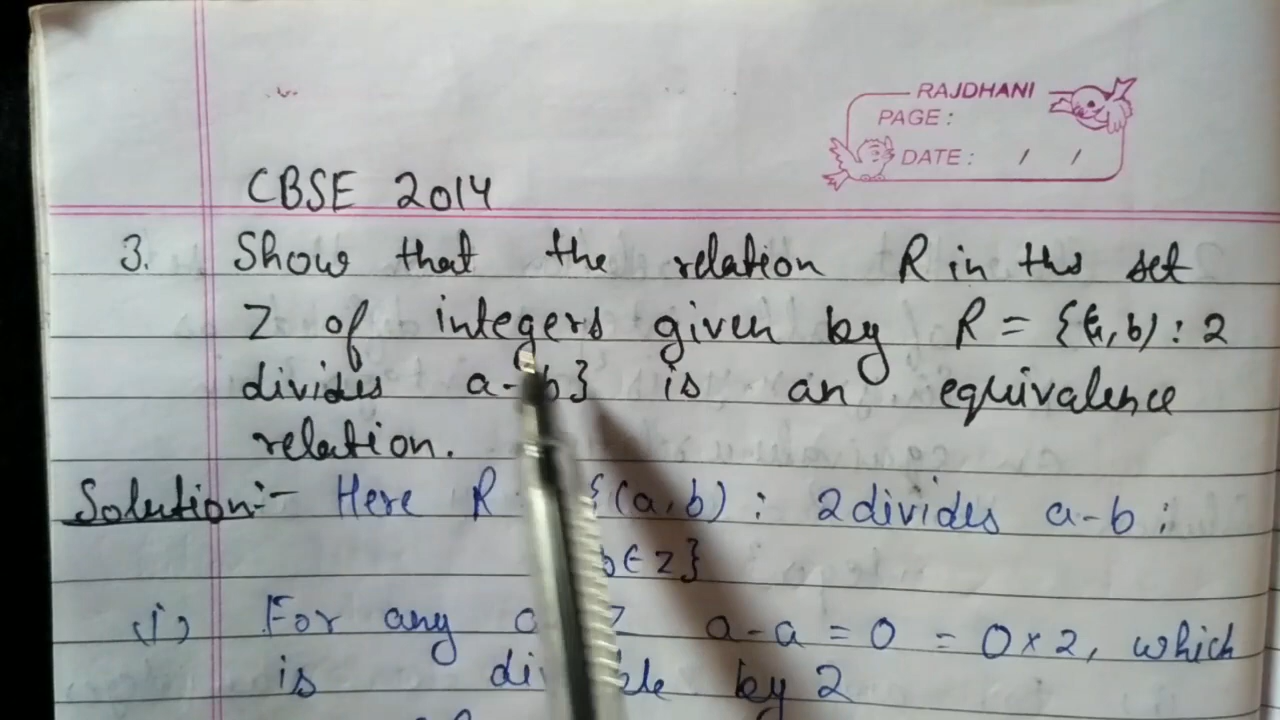 RAJDHANI
PAGE :
DATE : / /
CBSE 2014
3. Show that the relation R in the set
Z of integers given by R = {(a, b) : 2
divides a-b} is an equivalence
relation.
Solution:- Here R {(a, b) : 2 divides a-b :
b∈Z}
(i) For any a-a = 0 = 0×2, which
is by 2